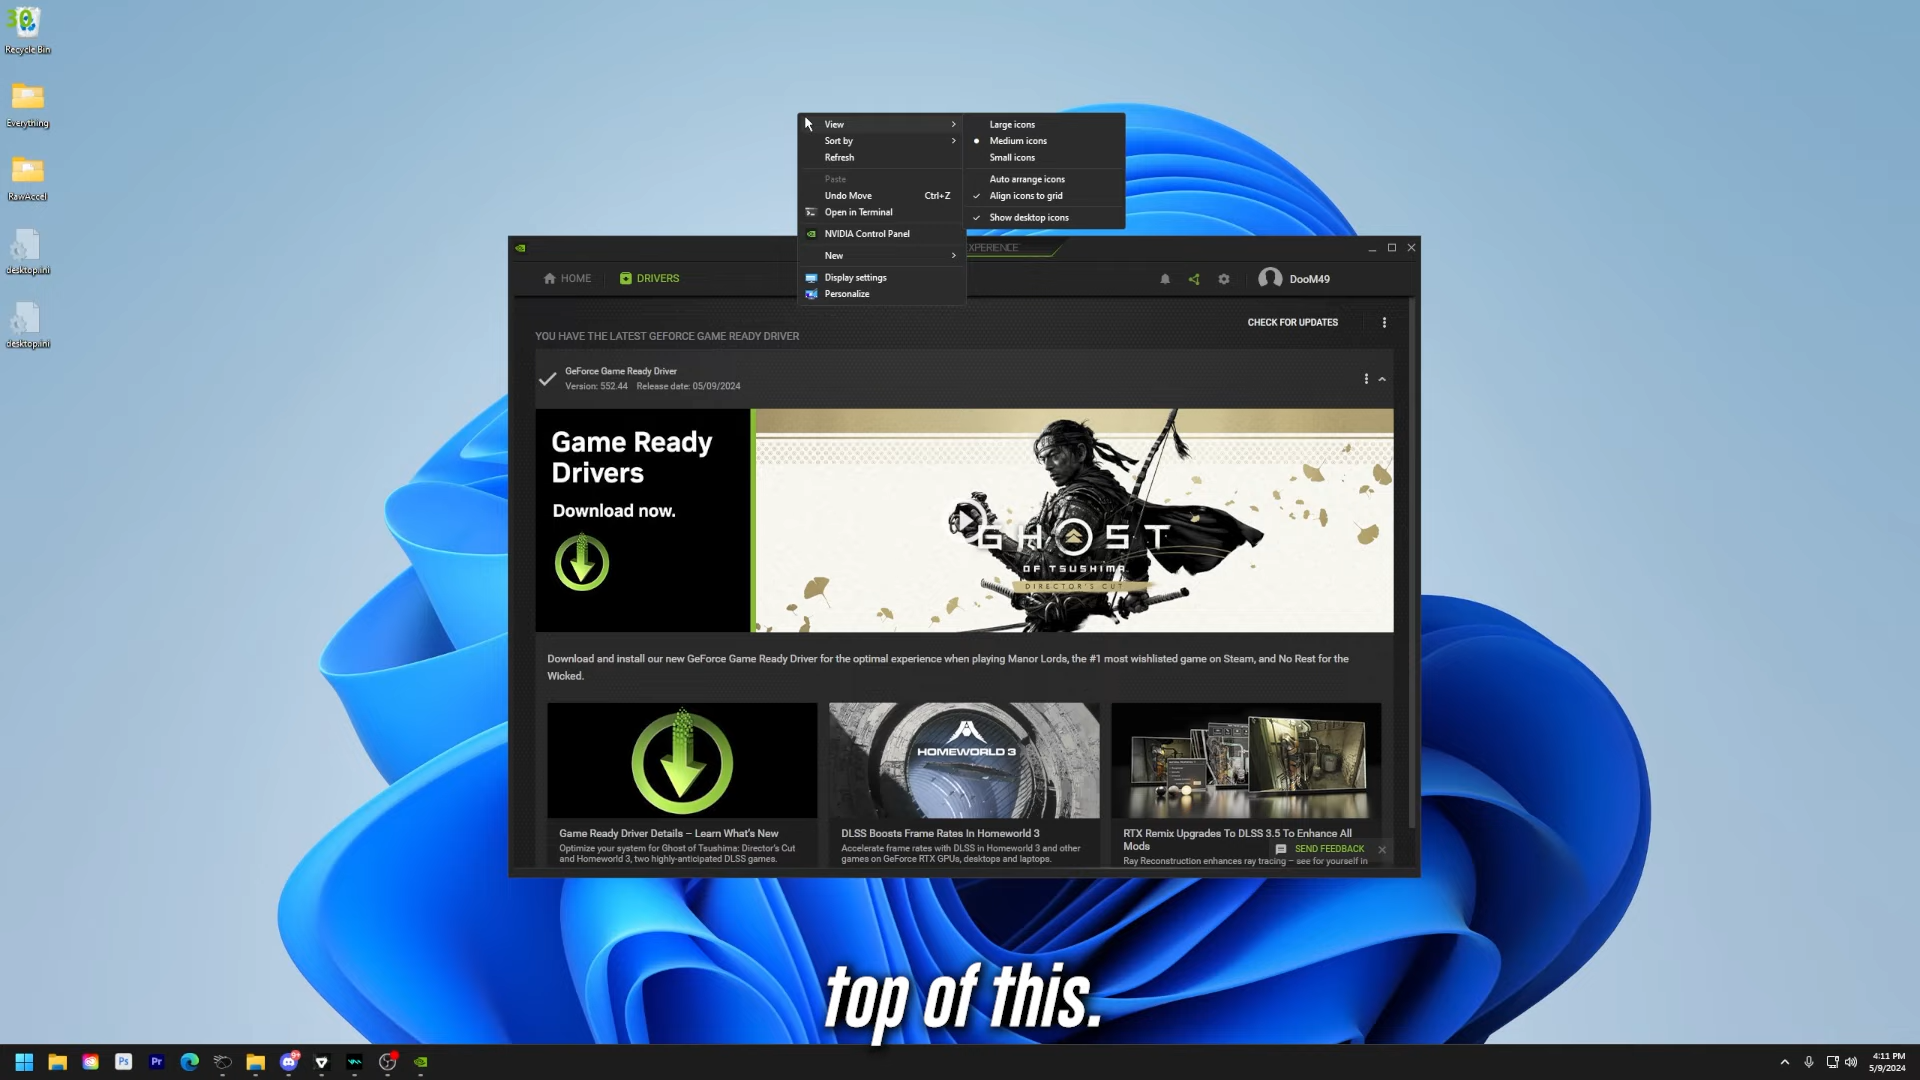 30
Recycle Bin
Everything
RawAccel
desktop.ini
desktop.ini
View
Sort by
Refresh
Paste
Undo Move Ctrl+Z
Open in Terminal
NVIDIA Control Panel
New
Display settings
Personalize
Large icons
Medium icons
Small icons
Auto arrange icons
Align icons to grid
Show desktop icons
XPERIENCE
HOME
DRIVERS
DooM49
CHECK FOR UPDATES
YOU HAVE THE LATEST GEFORCE GAME READY DRIVER
GeForce Game Ready Driver
Version: 552.44 Release date: 05/09/2024
Game Ready
Drivers
Download now.
GHOST
OF TSUSHIMA
DIRECTOR'S CUT
Download and install our new GeForce Game Ready Driver for the optimal experience when playing Manor Lords, the #1 most wishlisted game on Steam, and No Rest for the
Wicked.
HOMEWORLD 3
Game Ready Driver Details – Learn What's New
Optimize your system for Ghost of Tsushima: Director's Cut
and Homeworld 3, two highly-anticipated DLSS games.
DLSS Boosts Frame Rates In Homeworld 3
Accelerate frame rates with DLSS in Homeworld 3 and other
games on GeForce RTX GPUs, desktops and laptops.
RTX Remix Upgrades To DLSS 3.5 To Enhance All
Mods
Ray Reconstruction enhances ray tracing – see for yourself in
SEND FEEDBACK
top of this.
Ps
Pr
4:11 PM
5/9/2024